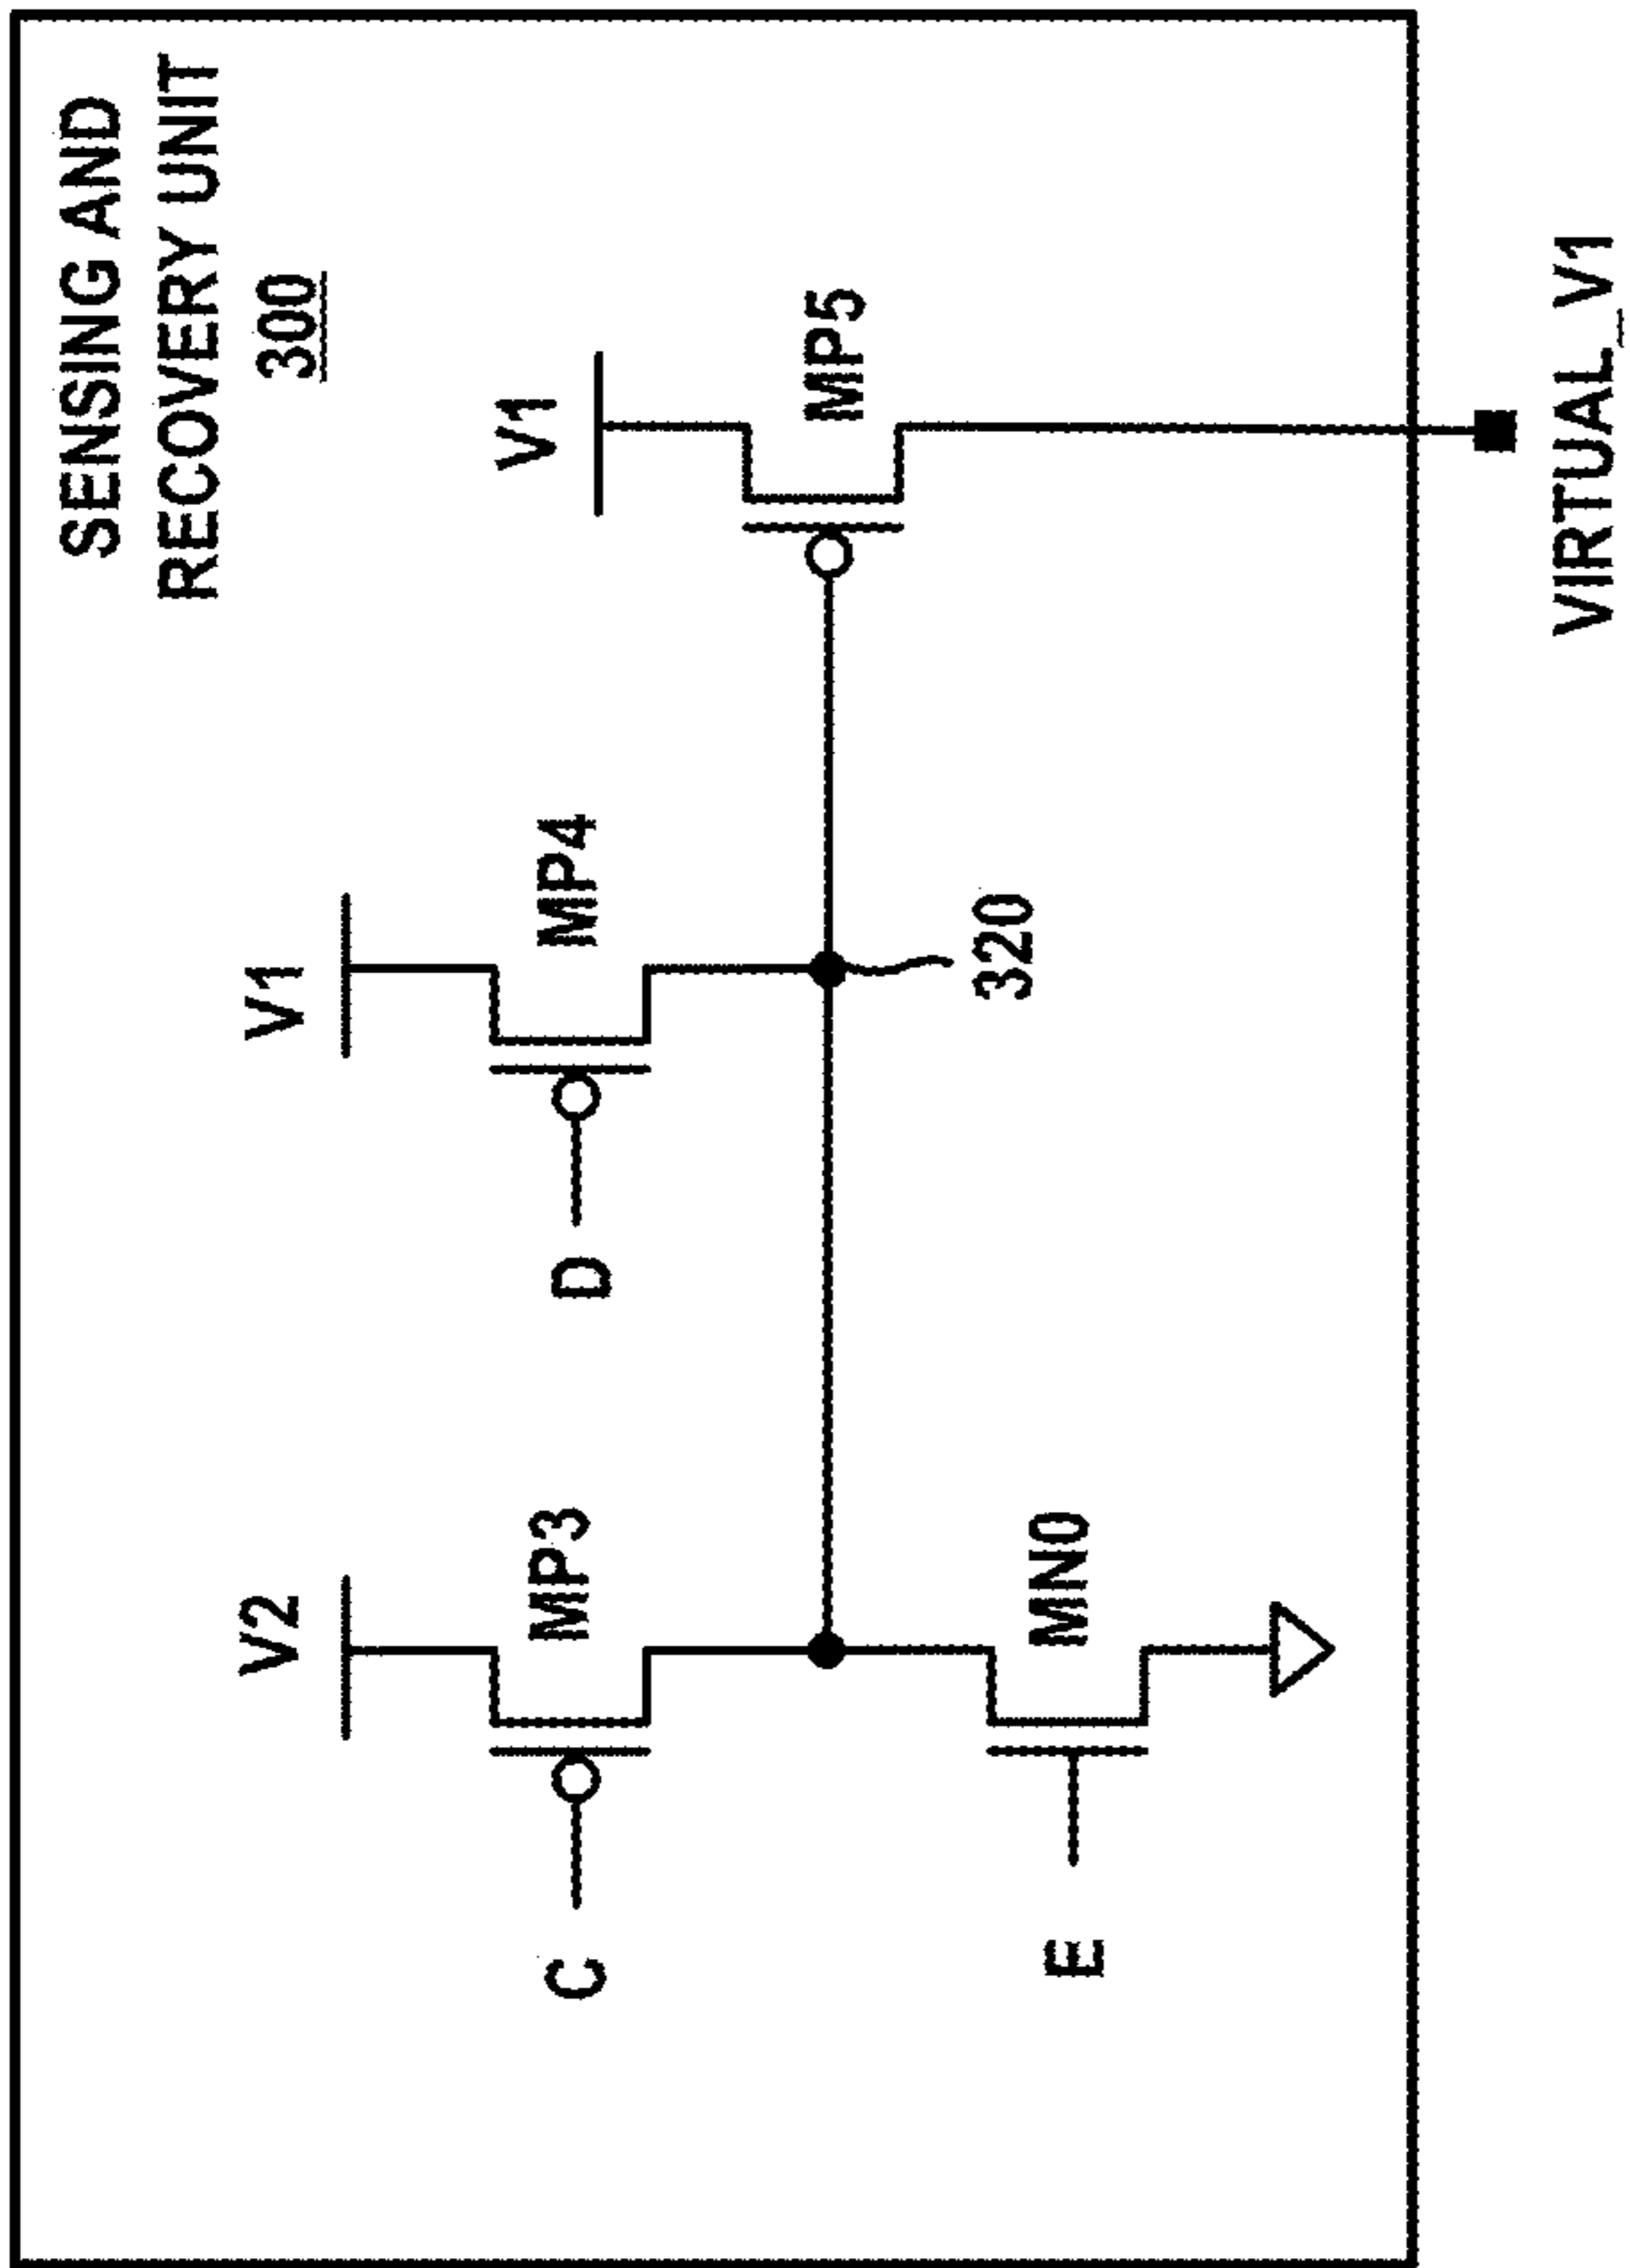 SENSING AND
RECOVERY UNIT
300
V2
V1
V1
C
MP3
D
MP4
MP5
320
E
MN0
VIRTUAL_V1